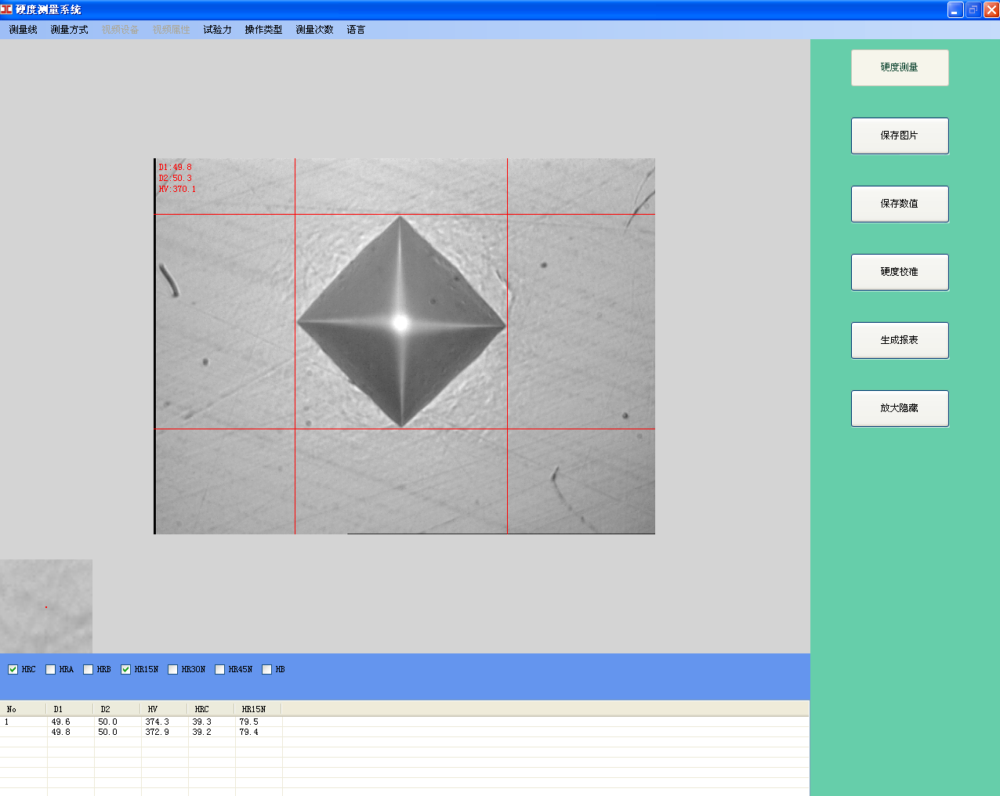 硬度测量系统
测量线 测量方式 视频设备 视频属性 试验力 操作类型 测量次数 语言
硬度测量
保存图片
保存数值
硬度校准
生成报表
放大隐藏
D1:49.8
D2:50.3
HV:370.1
HRC HRA HRB HR15N HR30N HR45N HB
No D1 D2 HV HRC HR15N
1 49.6 50.0 374.3 39.3 79.5
49.8 50.0 372.9 39.2 79.4